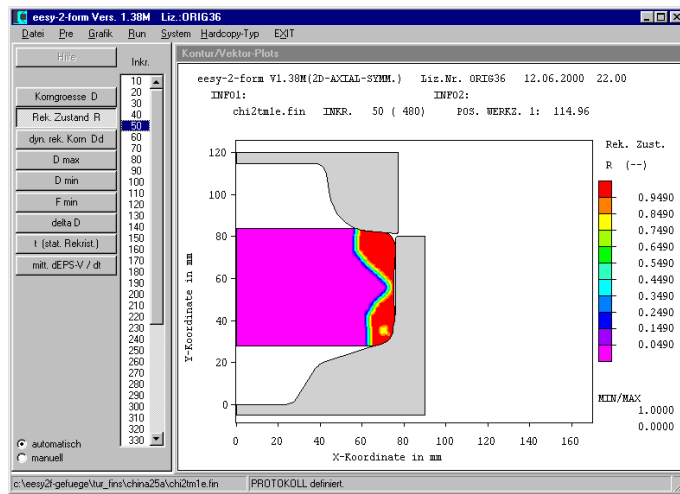 eesy-2-form Vers. 1.38M Liz.:ORIG36
Datei Pre Grafik Run System Hardcopy-Typ EXIT
Hilfe
Inkr.
Korngroesse D
Rek. Zustand R
dyn. rek. Korn Dd
D max
D min
F min
delta D
t (stat. Rekrist.)
mitt. dEPS-V / dt
10
20
30
40
50
60
70
80
90
100
110
120
130
140
150
160
170
180
190
200
210
220
230
240
250
260
270
280
290
300
310
320
330
automatisch
manuell
Kontur/Vektor-Plots
eesy-2-form V1.38M(2D-AXIAL-SYMM.) Liz.Nr. ORIG36 12.06.2000 22.00
INFO1: INFO2:
chi2tm1e.fin INKR. 50 ( 480) POS. WERKZ. 1: 114.96
Y-Koordinate in mm
120
100
80
60
40
20
0
0 20 40 60 80 100 120 140 160
X-Koordinate in mm
Rek. Zust.
R (--)
0.9490
0.8490
0.7490
0.6490
0.5490
0.4490
0.3490
0.2490
0.1490
0.0490
MIN/MAX
1.0000
0.0000
c:\eesy2f-gefuege\tur_fins\china25a\chi2tm1e.fin PROTOKOLL definiert.